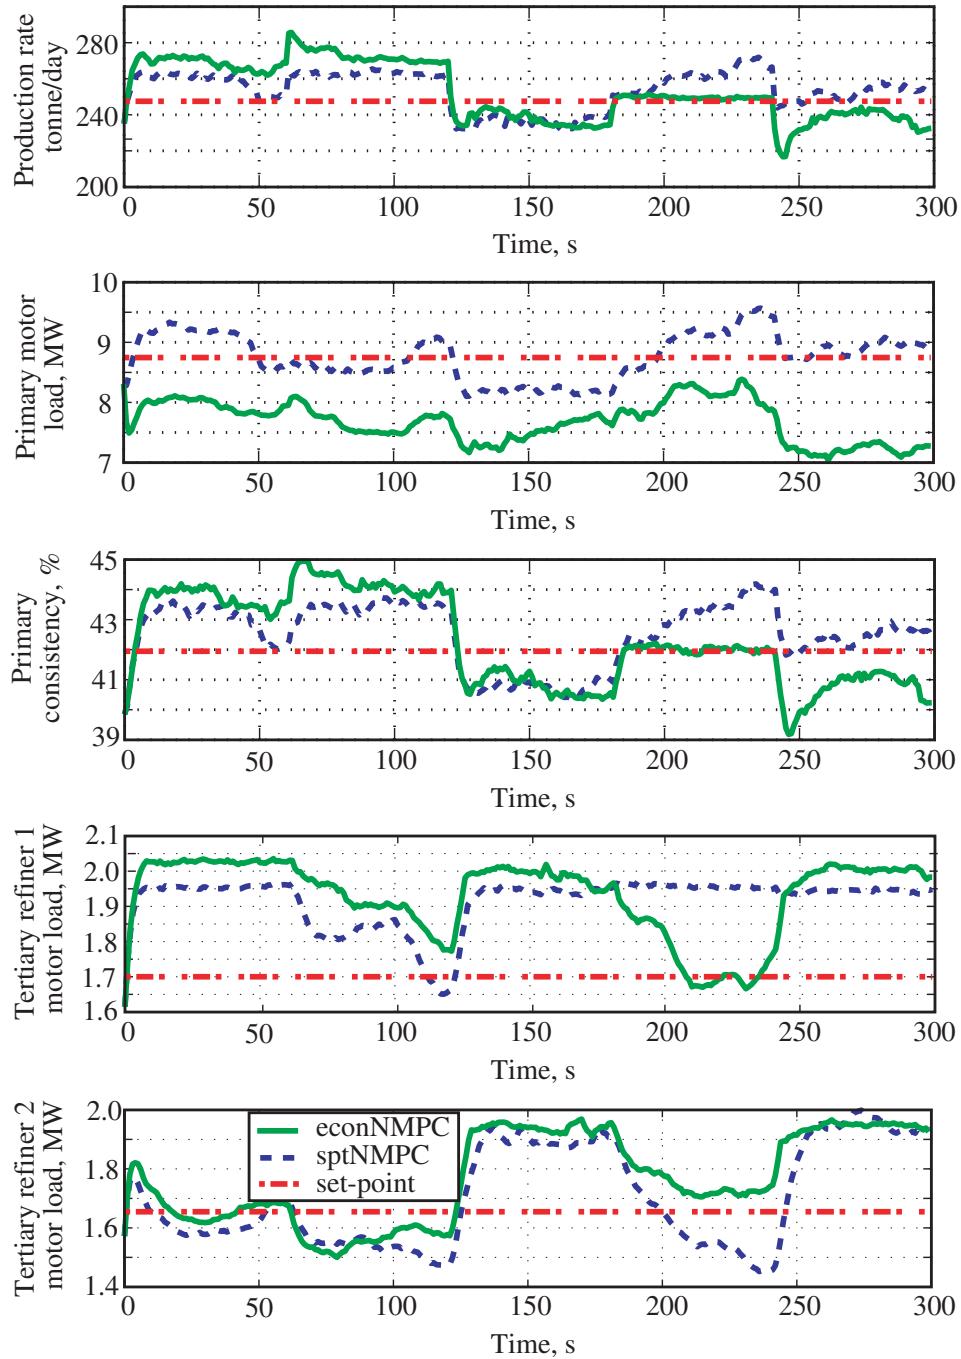 Production rate
tonne/day
280
240
200
0 50 100 150 200 250 300
Time, s
Primary motor
load, MW
10
9
8
7
0 50 100 150 200 250 300
Time, s
Primary
consistency, %
45
43
41
39
0 50 100 150 200 250 300
Time, s
Tertiary refiner 1
motor load, MW
2.1
2.0
1.9
1.8
1.7
1.6
0 50 100 150 200 250 300
Time, s
Tertiary refiner 2
motor load, MW
2.0
1.8
1.6
1.4
econNMPC
sptNMPC
set-point
0 50 100 150 200 250 300
Time, s